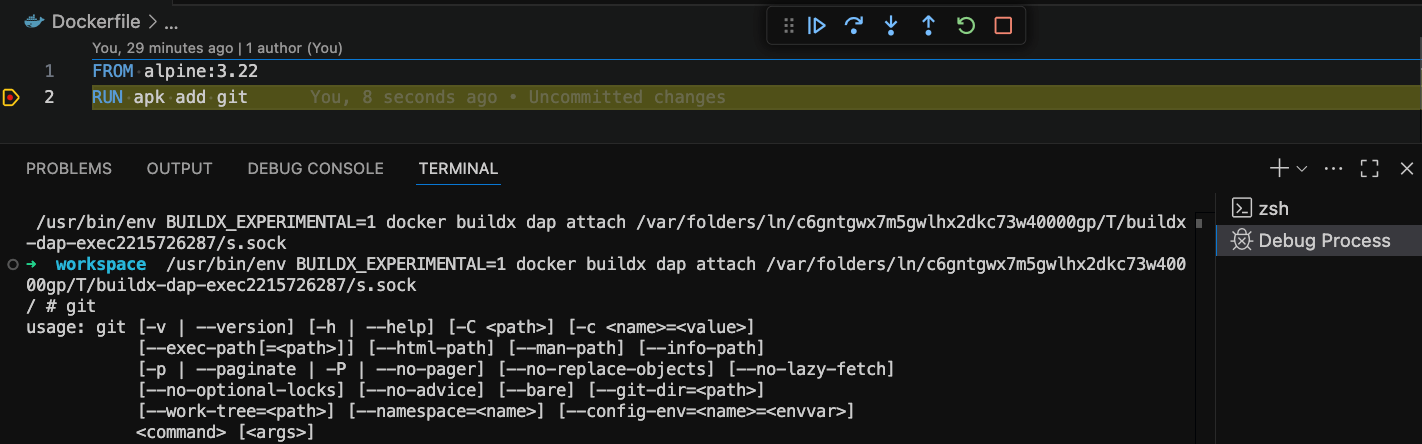 Dockerfile > ...
You, 29 minutes ago | 1 author (You)
1 FROM alpine:3.22
2 RUN apk add git You, 8 seconds ago • Uncommitted changes
PROBLEMS OUTPUT DEBUG CONSOLE TERMINAL
/usr/bin/env BUILDX_EXPERIMENTAL=1 docker buildx dap attach /var/folders/ln/c6gntgwx7m5gwlhx2dkc73w40000gp/T/buildx
-dap-exec2215726287/s.sock
→ workspace /usr/bin/env BUILDX_EXPERIMENTAL=1 docker buildx dap attach /var/folders/ln/c6gntgwx7m5gwlhx2dkc73w400
00gp/T/buildx-dap-exec2215726287/s.sock
/ # git
usage: git [-v | --version] [-h | --help] [-C <path>] [-c <name>=<value>]
[--exec-path[=<path>]] [--html-path] [--man-path] [--info-path]
[-p | --paginate | -P | --no-pager] [--no-replace-objects] [--no-lazy-fetch]
[--no-optional-locks] [--no-advice] [--bare] [--git-dir=<path>]
[--work-tree=<path>] [--namespace=<name>] [--config-env=<name>=<envvar>]
<command> [<args>]
zsh
Debug Process